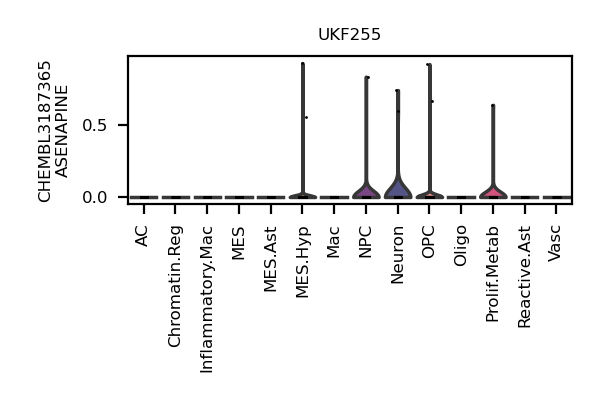 UKF255
CHEMBL3187365
ASENAPINE
0.5
0.0
AC
Chromatin.Reg
Inflammatory.Mac
MES
MES.Ast
MES.Hyp
Mac
NPC
Neuron
OPC
Oligo
Prolif.Metab
Reactive.Ast
Vasc